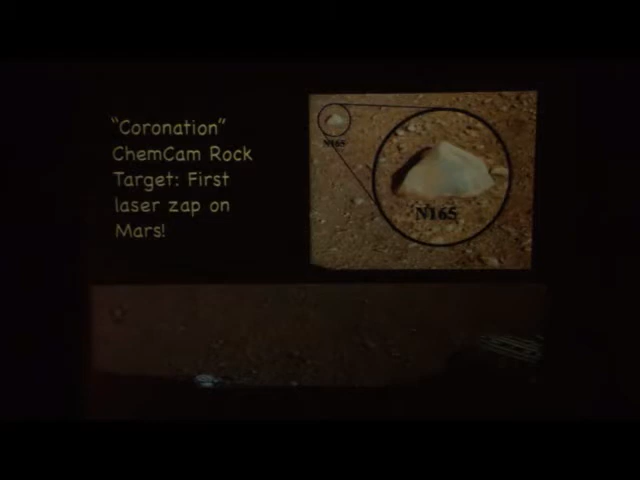 "Coronation"
ChemCam Rock
Target: First
laser zap on
Mars!
N165
N165